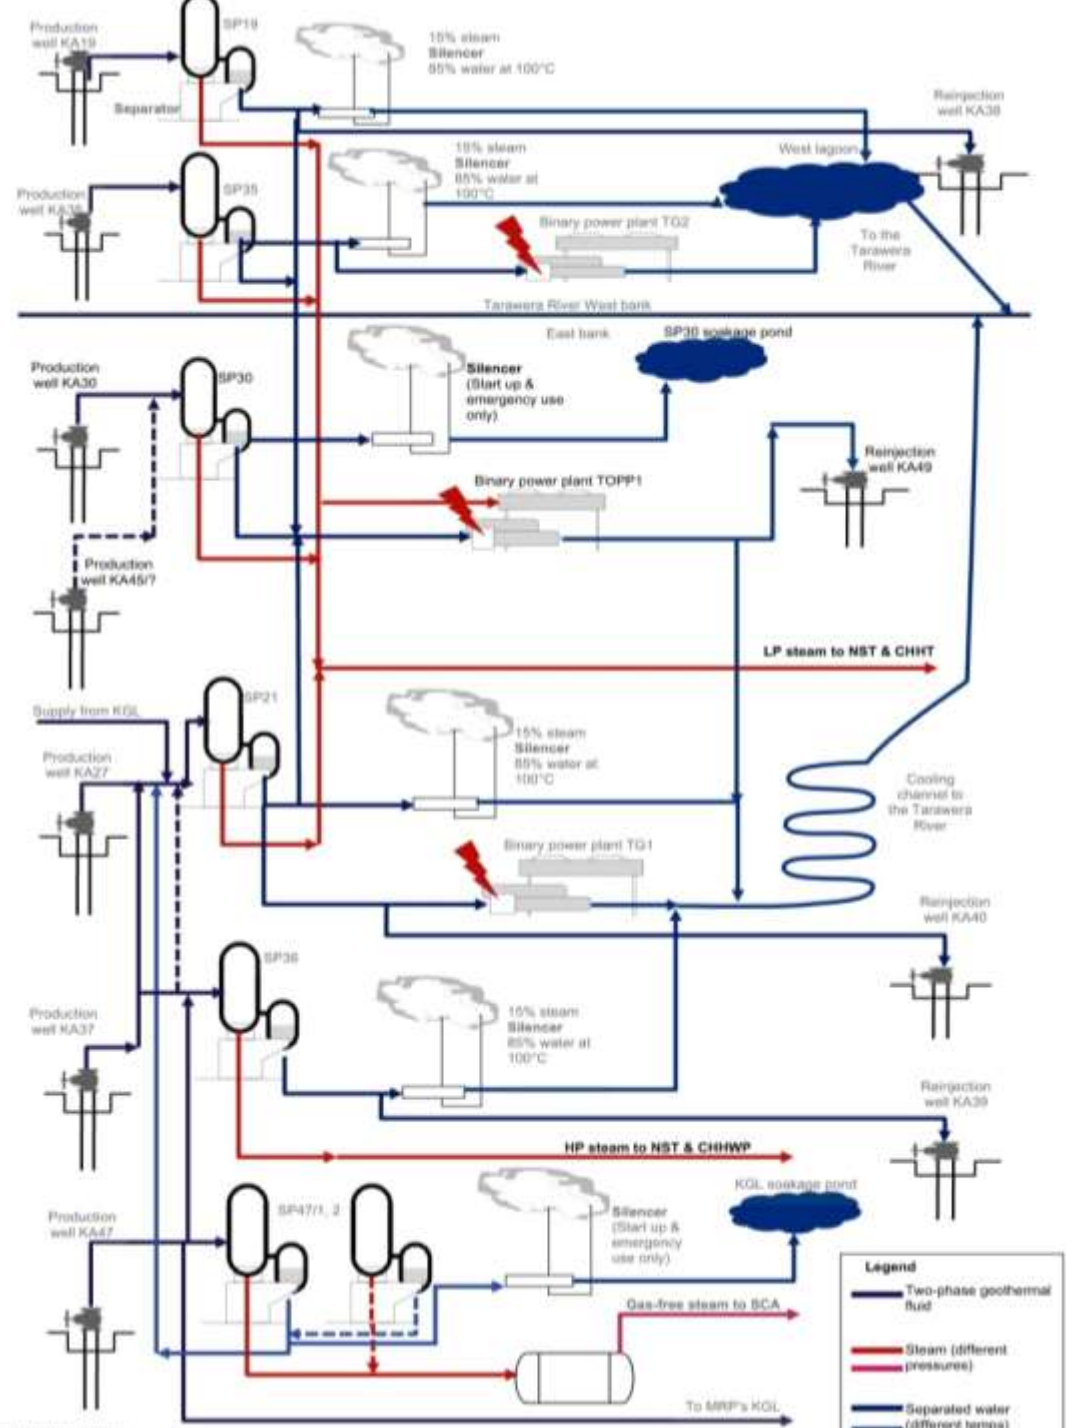 Production
well KA19
SP19
15% steam
Silencer
85% water at 100°C
Separator
Reinjection
well KA38
Production
well KA35
SP35
15% steam
Silencer
85% water at
100°C
West lagoon
Binary power plant TG2
To the
Tarawera
River
Tarawera River West bank
East bank
SP30 soakage pond
Production
well KA30
SP30
Silencer
(Start up &
emergency use
only)
Reinjection
well KA49
Binary power plant TOPP1
Production
well KA45/?
LP steam to NST & CHHT
SP21
Supply from KGL
15% steam
Silencer
85% water at
100°C
Production
well KA27
Cooling
channel to
the Tarawera
River
Binary power plant TG1
Reinjection
well KA40
SP36
Production
well KA37
15% steam
Silencer
85% water at
100°C
Reinjection
well KA39
HP steam to NST & CHHWP
KGL soakage pond
Production
well KA47
SP47/1, 2
Silencer
(Start up &
emergency
use only)
Legend
Two-phase geothermal
fluid
Gas-free steam to SCA
Steam (different
pressures)
To MRP's KGL
Separated water
(different temps)